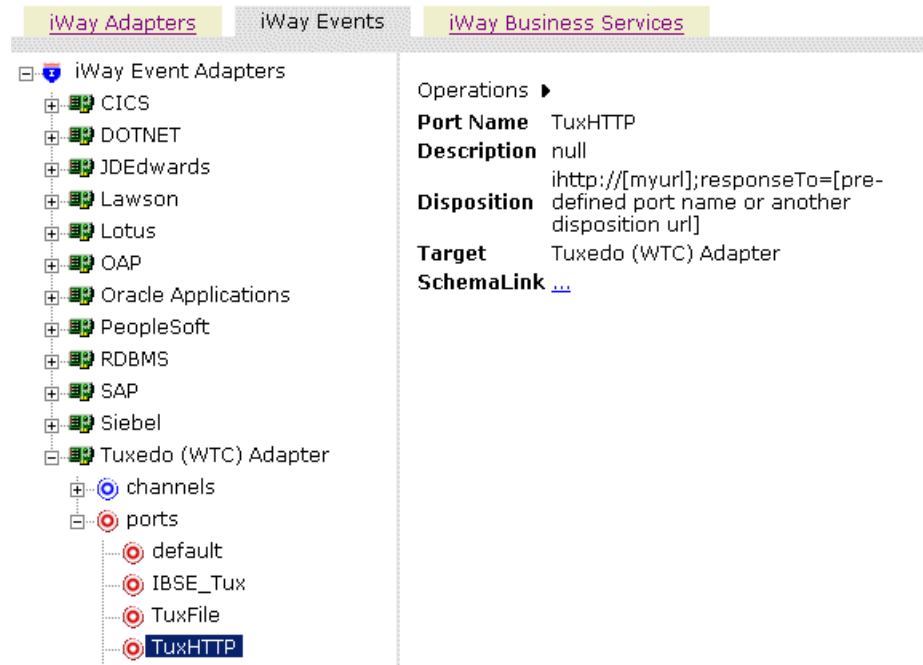 iWay Adapters
iWay Events
iWay Business Services
iWay Event Adapters
CICS
DOTNET
JDEdwards
Lawson
Lotus
OAP
Oracle Applications
PeopleSoft
RDBMS
SAP
Siebel
Tuxedo (WTC) Adapter
channels
ports
default
IBSE_Tux
TuxFile
TuxHTTP
Operations
Port Name TuxHTTP
Description null
Disposition ihttp://[myurl];responseTo=[pre-
defined port name or another
disposition url]
Target Tuxedo (WTC) Adapter
SchemaLink ...